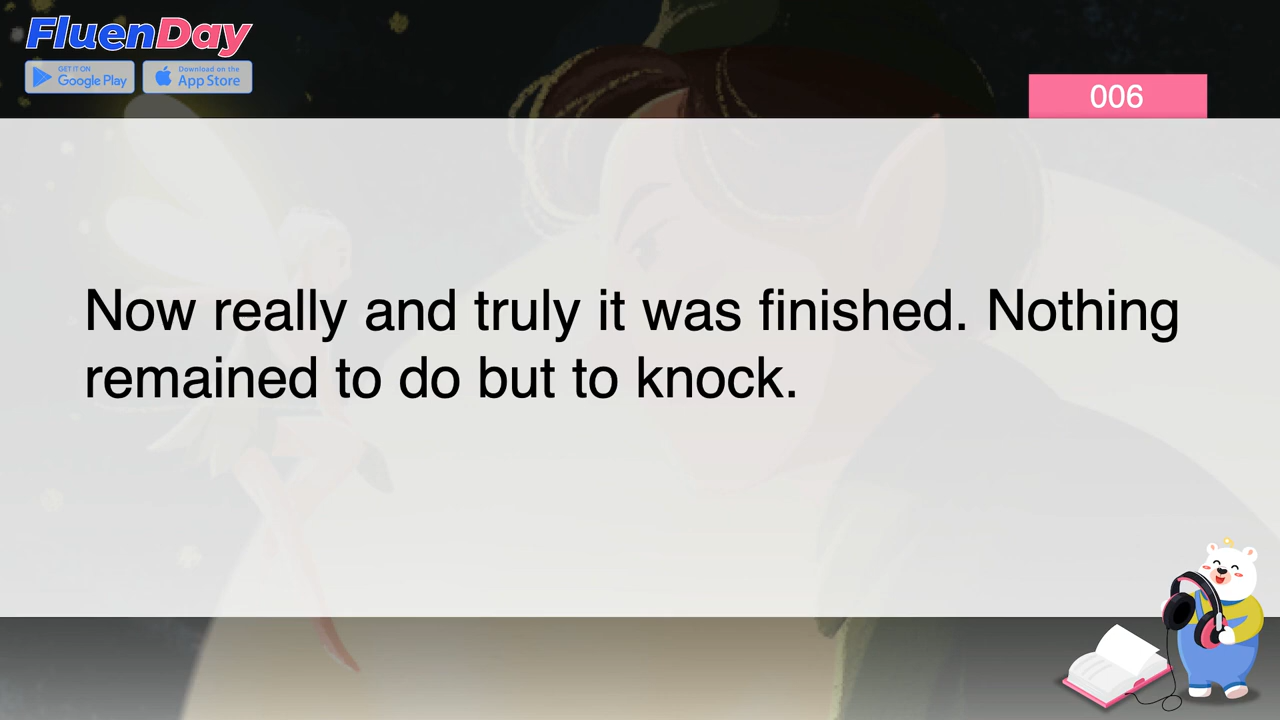 FluenDay
GET IT ON
Google Play
Download on the
App Store
006
Now really and truly it was finished. Nothing
remained to do but to knock.